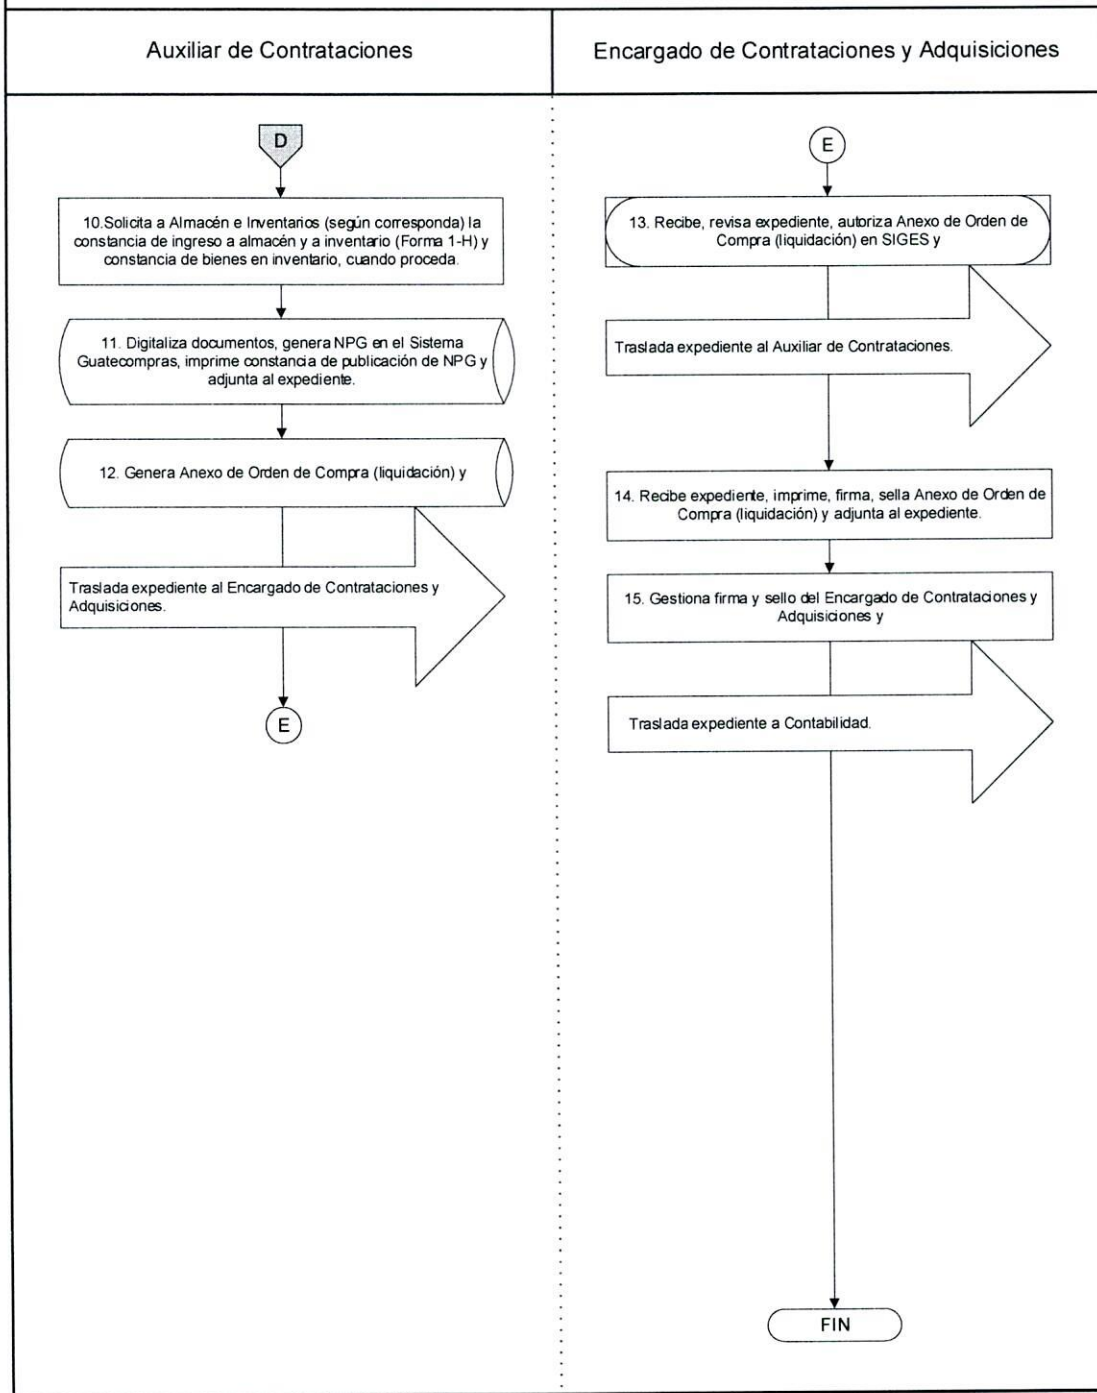 Auxiliar de Contrataciones
Encargado de Contrataciones y Adquisiciones
D
10.Solicita a Almacén e Inventarios (según corresponda) la
constancia de ingreso a almacén y a inventario (Forma 1-H) y
constancia de bienes en inventario, cuando proceda.
11. Digitaliza documentos, genera NPG en el Sistema
Guatecompras, imprime constancia de publicación de NPG y
adjunta al expediente.
12. Genera Anexo de Orden de Compra (liquidación) y
Traslada expediente al Encargado de Contrataciones y
Adquisiciones.
E
E
13. Recibe, revisa expediente, autoriza Anexo de Orden de
Compra (liquidación) en SIGES y
Traslada expediente al Auxiliar de Contrataciones.
14. Recibe expediente, imprime, firma, sella Anexo de Orden de
Compra (liquidación) y adjunta al expediente.
15. Gestiona firma y sello del Encargado de Contrataciones y
Adquisiciones y
Traslada expediente a Contabilidad.
FIN